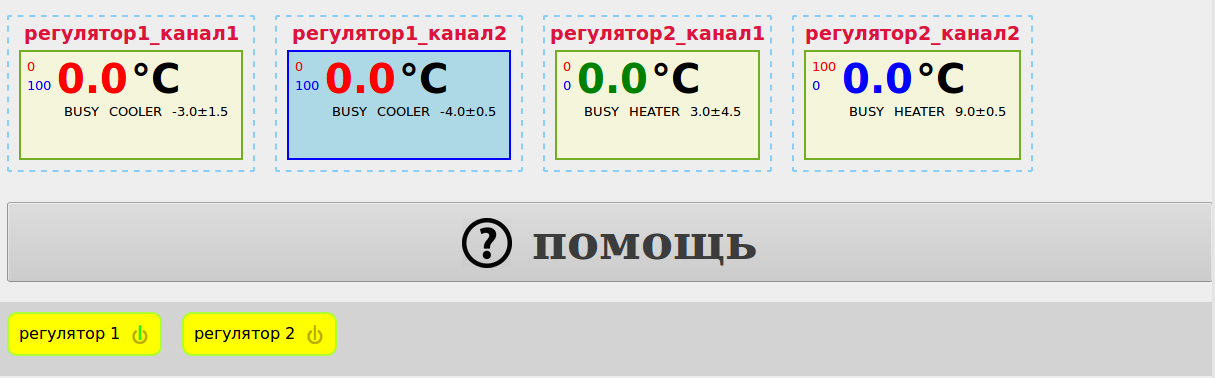 регулятор1_канал1
0
100
0.0°C
BUSY COOLER -3.0±1.5
регулятор1_канал2
0
100
0.0°C
BUSY COOLER -4.0±0.5
регулятор2_канал1
0
0
0.0°C
BUSY HEATER 3.0±4.5
регулятор2_канал2
100
0
0.0°C
BUSY HEATER 9.0±0.5
? помощь
регулятор 1
регулятор 2